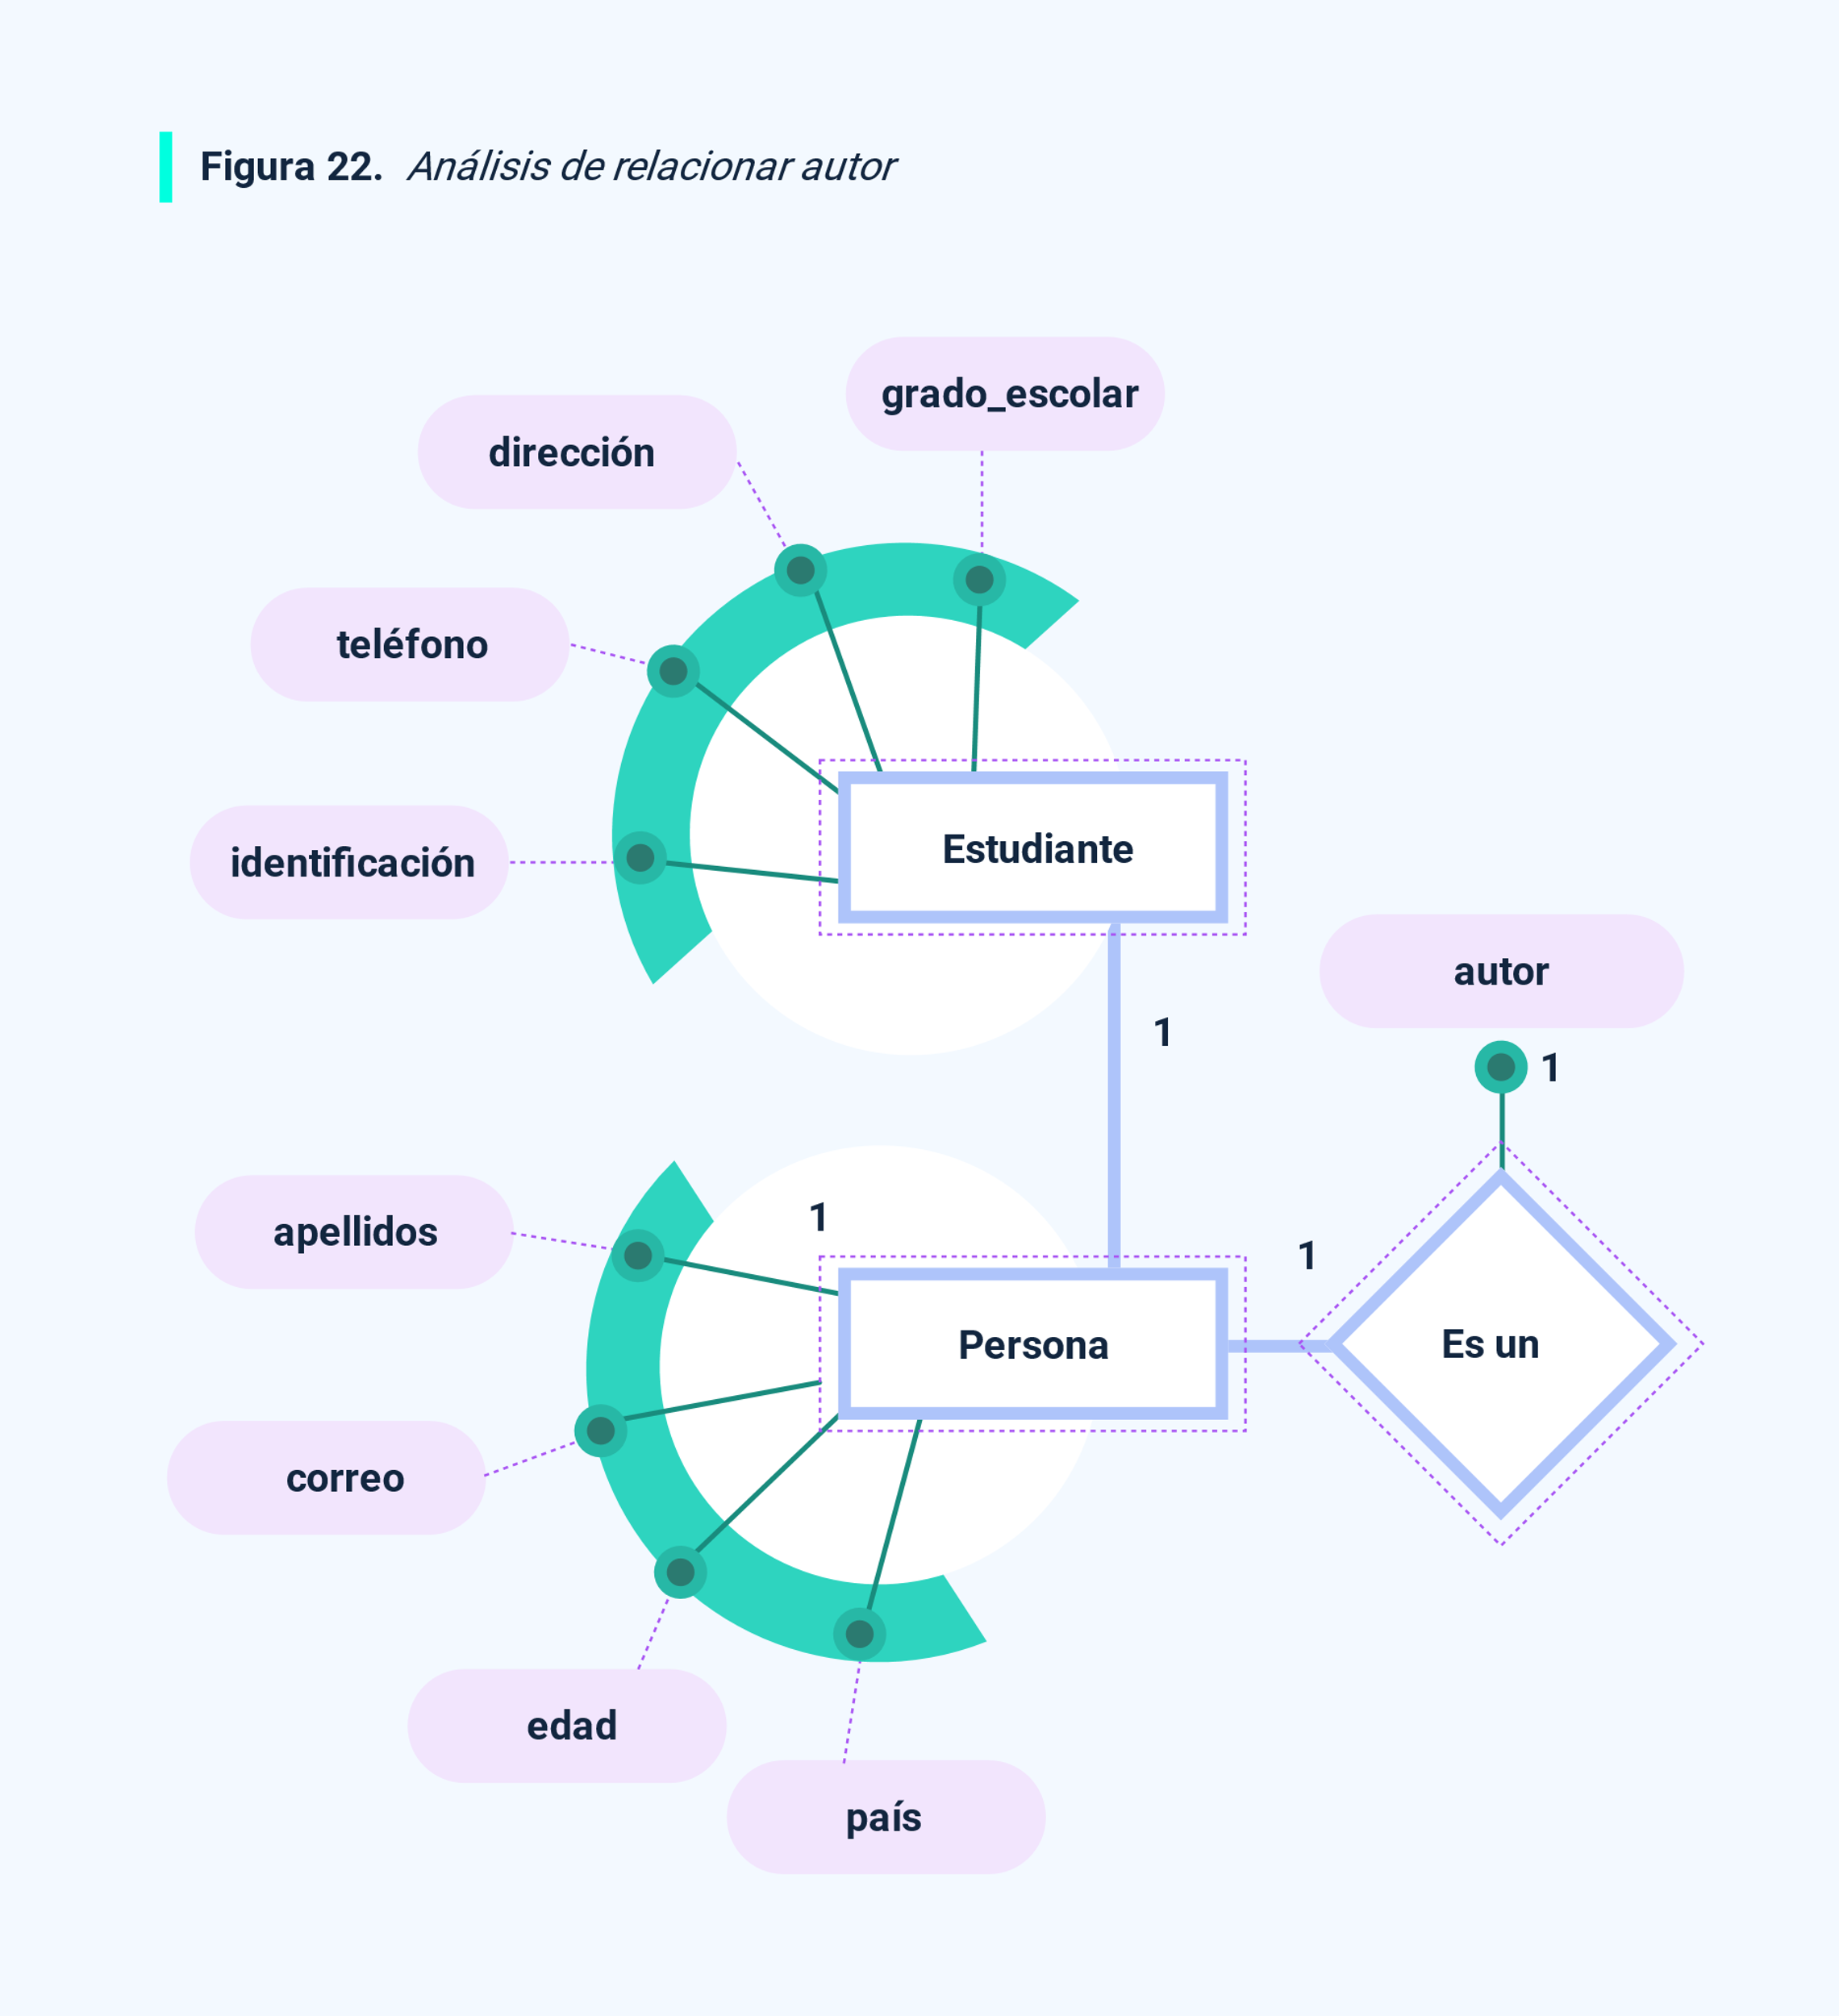 Figura 22. Análisis de relacionar autor
grado_escolar
dirección
teléfono
identificación
Estudiante
autor
1
1
apellidos
1
1
Persona
Es un
correo
edad
país